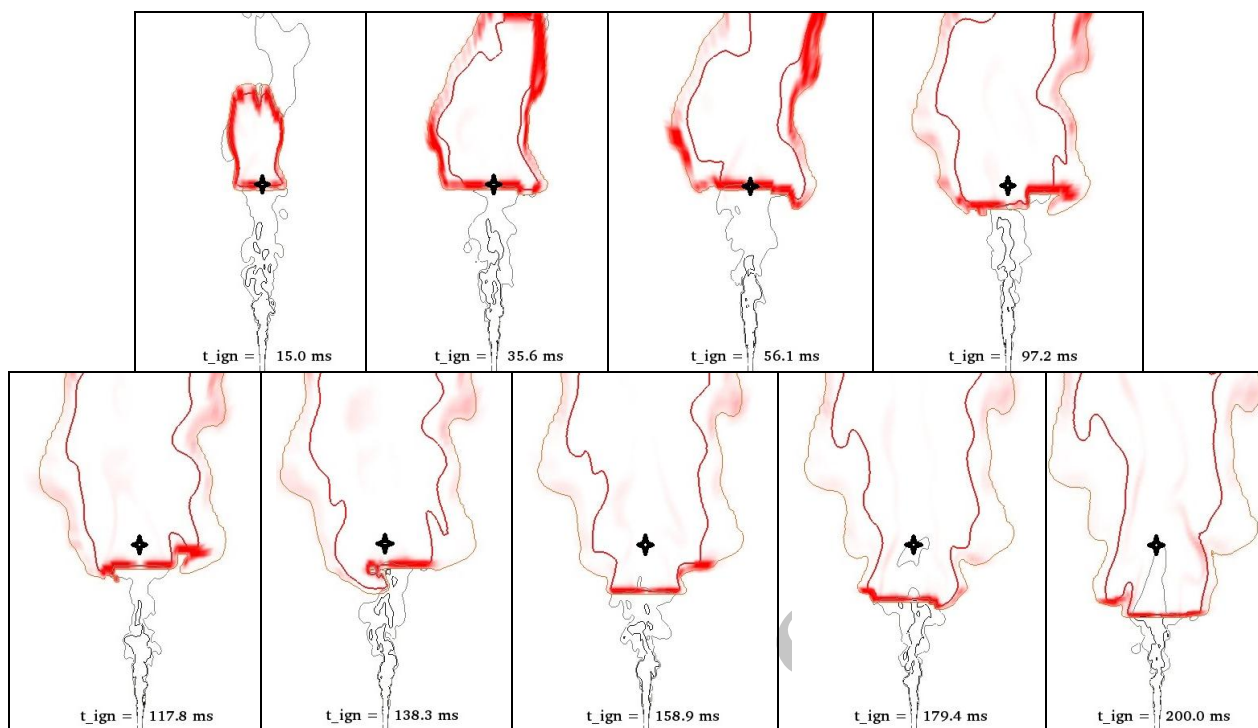 t_ign = 15.0 ms
t_ign = 35.6 ms
t_ign = 56.1 ms
t_ign = 97.2 ms
t_ign = 117.8 ms
t_ign = 138.3 ms
t_ign = 158.9 ms
t_ign = 179.4 ms
t_ign = 200.0 ms